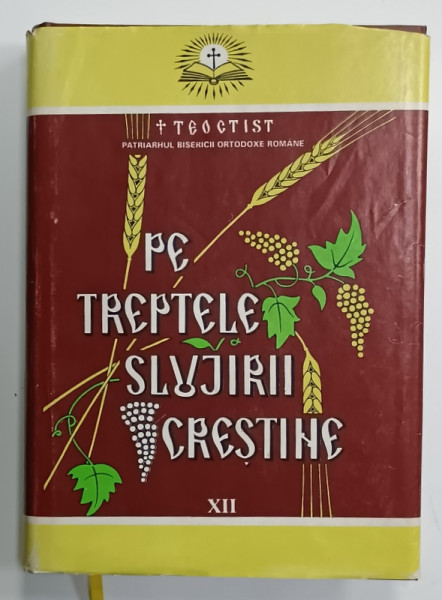 † TEOCTIST
PATRIARHUL BISERICII ORTODOXE ROMÂNE
PE
TREPTELE
SLUJIRII
CREȘTINE
XII